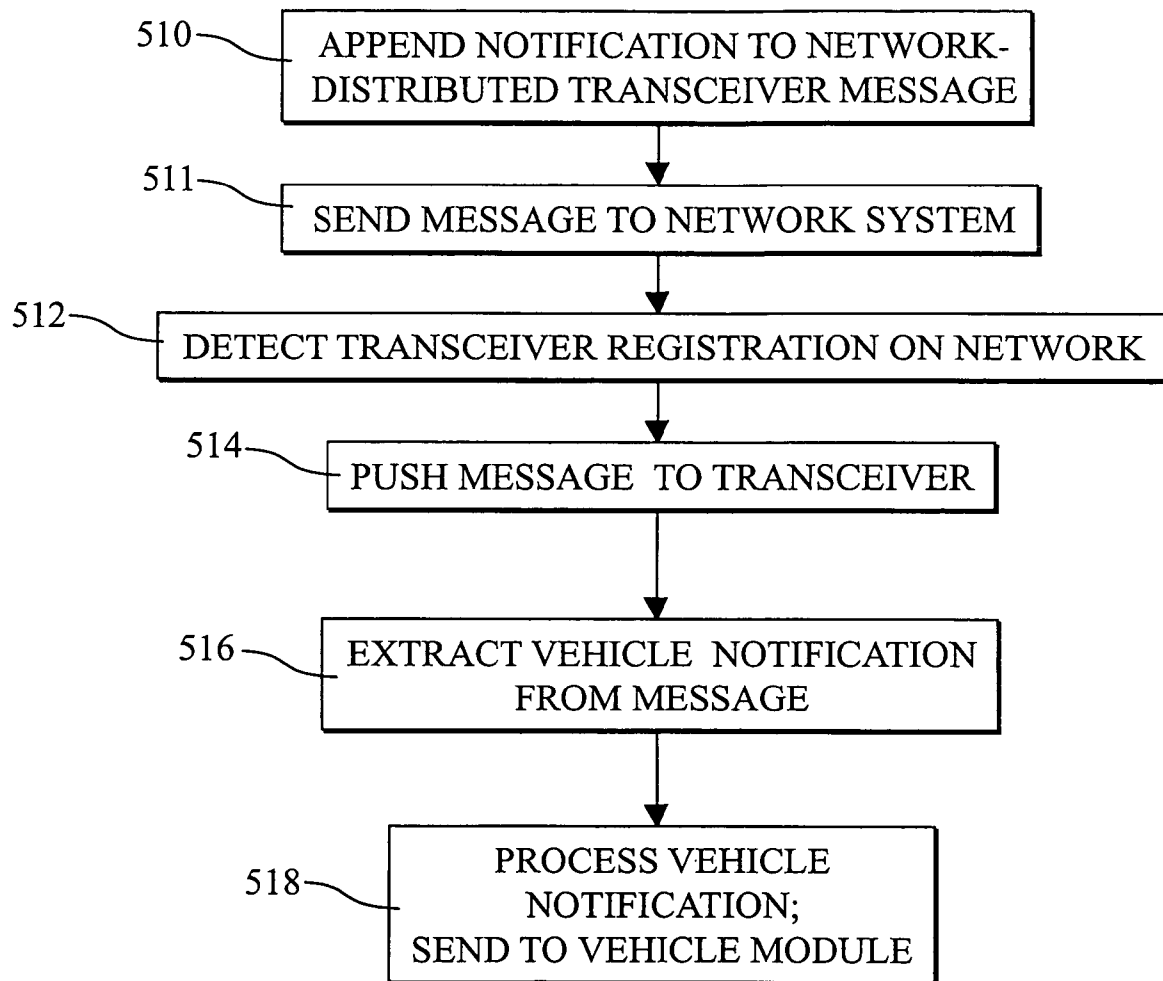 510
APPEND NOTIFICATION TO NETWORK-
DISTRIBUTED TRANSCEIVER MESSAGE
511
SEND MESSAGE TO NETWORK SYSTEM
512
DETECT TRANSCEIVER REGISTRATION ON NETWORK
514
PUSH MESSAGE TO TRANSCEIVER
516
EXTRACT VEHICLE NOTIFICATION
FROM MESSAGE
518
PROCESS VEHICLE
NOTIFICATION;
SEND TO VEHICLE MODULE